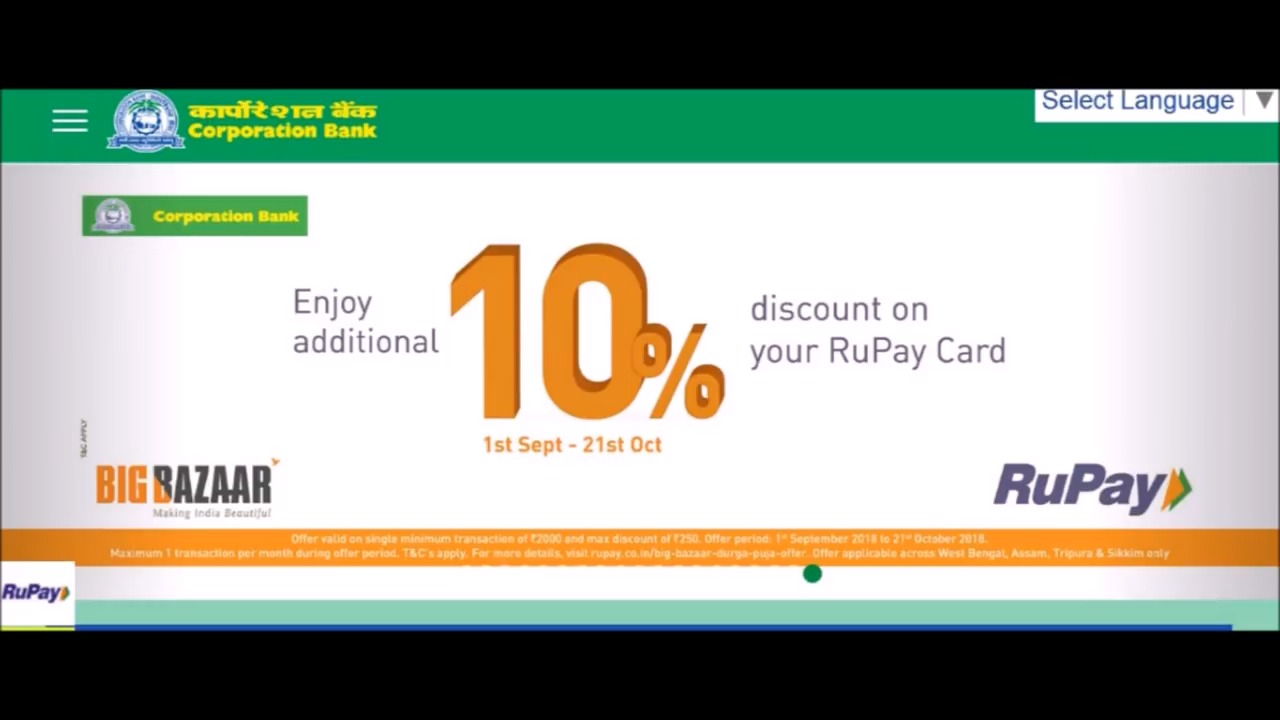 कार्पोरेशन बैंक
Corporation Bank
Select Language
Corporation Bank
Enjoy
additional
10%
discount on
your RuPay Card
1st Sept - 21st Oct
T&C APPLY
BIG BAZAAR
Making India Beautiful
RuPay
Offer valid on single minimum transaction of ₹2000 and max discount of ₹250. Offer period: 1st September 2018 to 21st October 2018.
Maximum 1 transaction per month during offer period. T&C's apply. For more details, visit rupay.co.in/big-bazaar-durga-puja-offer. Offer applicable across West Bengal, Assam, Tripura & Sikkim only
RuPay